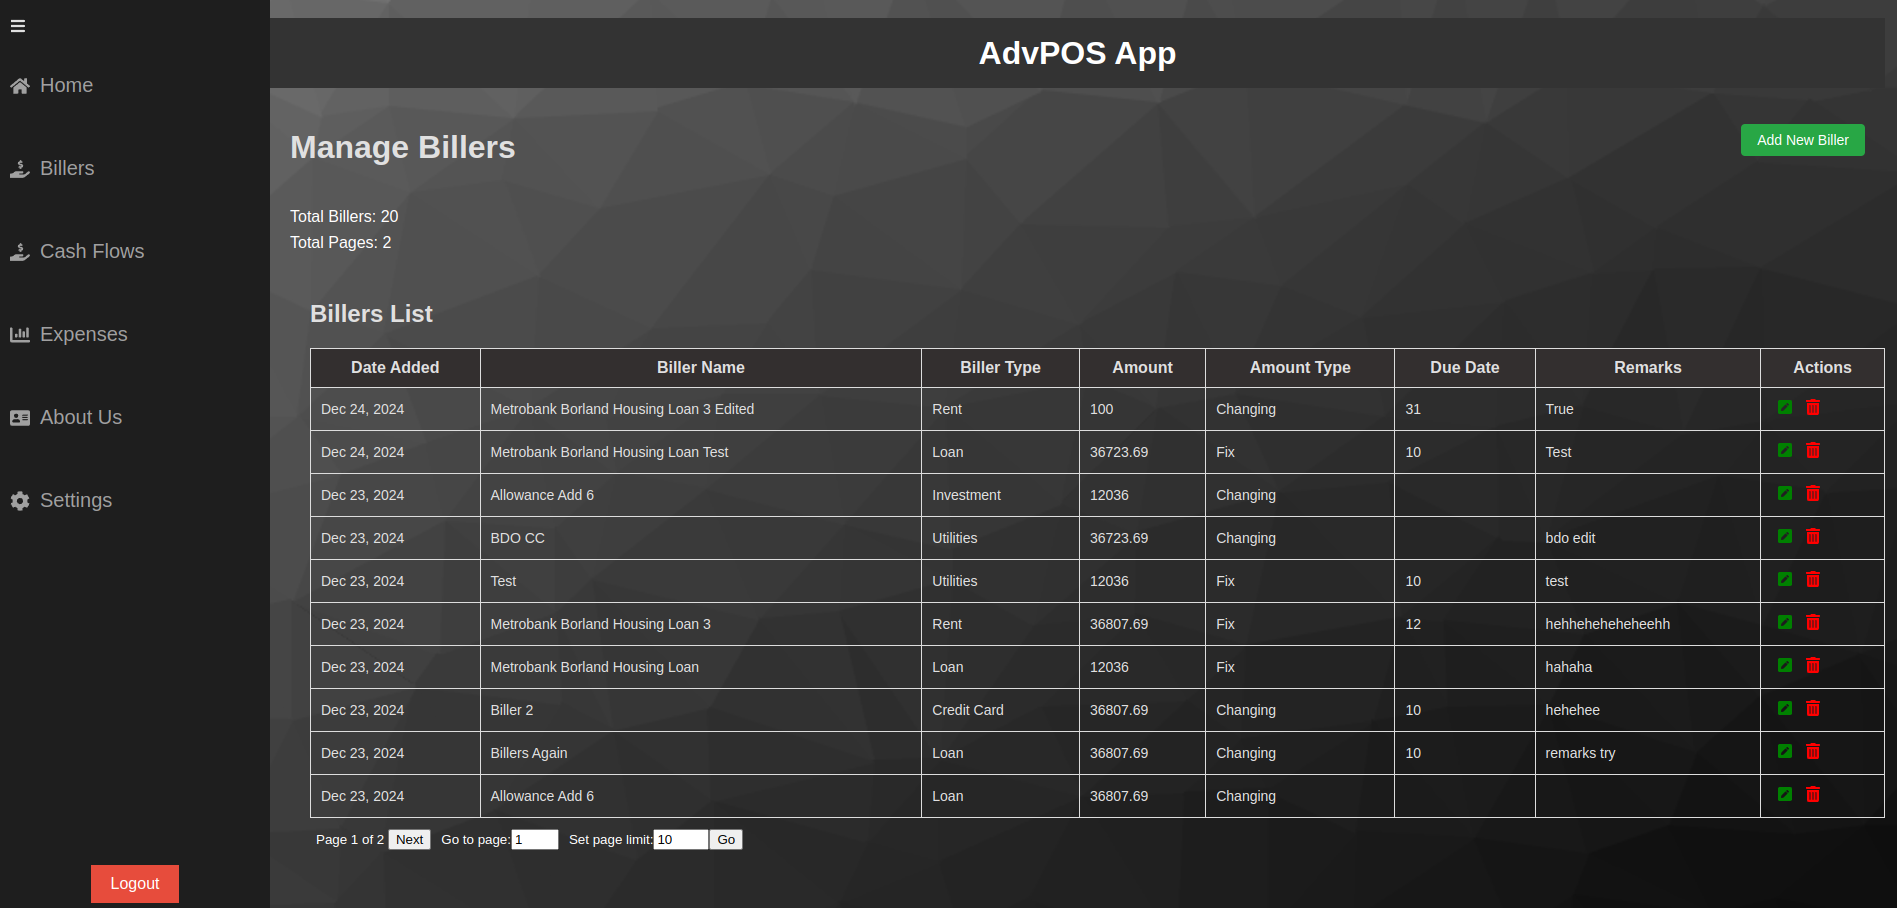 AdvPOS App
Home
Billers
Cash Flows
Expenses
About Us
Settings
Logout
Manage Billers
Add New Biller
Total Billers: 20
Total Pages: 2
Billers List
Date Added Biller Name Biller Type Amount Amount Type Due Date Remarks Actions
Dec 24, 2024 Metrobank Borland Housing Loan 3 Edited Rent 100 Changing 31 True
Dec 24, 2024 Metrobank Borland Housing Loan Test Loan 36723.69 Fix 10 Test
Dec 23, 2024 Allowance Add 6 Investment 12036 Changing
Dec 23, 2024 BDO CC Utilities 36723.69 Changing bdo edit
Dec 23, 2024 Test Utilities 12036 Fix 10 test
Dec 23, 2024 Metrobank Borland Housing Loan 3 Rent 36807.69 Fix 12 hehheheheheheehh
Dec 23, 2024 Metrobank Borland Housing Loan Loan 12036 Fix hahaha
Dec 23, 2024 Biller 2 Credit Card 36807.69 Changing 10 hehehee
Dec 23, 2024 Billers Again Loan 36807.69 Changing 10 remarks try
Dec 23, 2024 Allowance Add 6 Loan 36807.69 Changing
Page 1 of 2 Next Go to page: 1 Set page limit: 10 Go